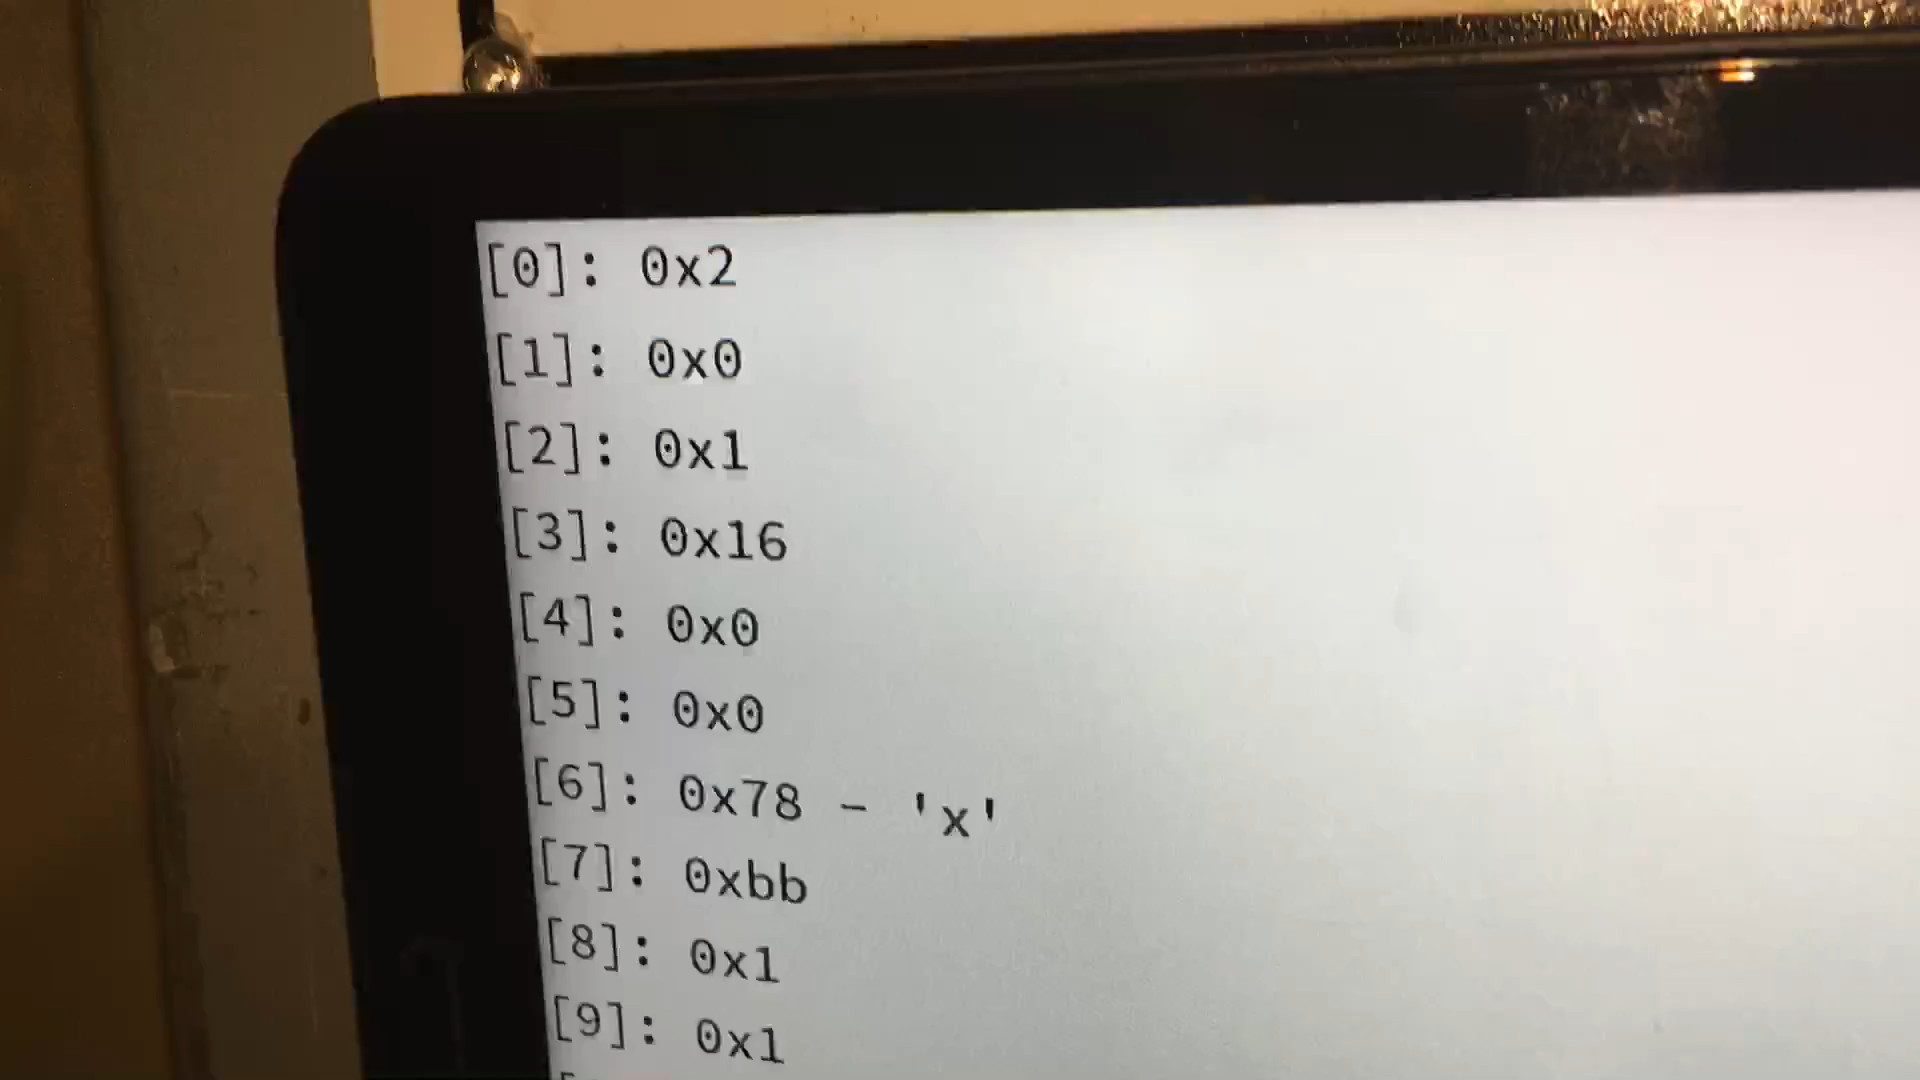 [0]: 0x2
[1]: 0x0
[2]: 0x1
[3]: 0x16
[4]: 0x0
[5]: 0x0
[6]: 0x78 - 'x'
[7]: 0xbb
[8]: 0x1
[9]: 0x1